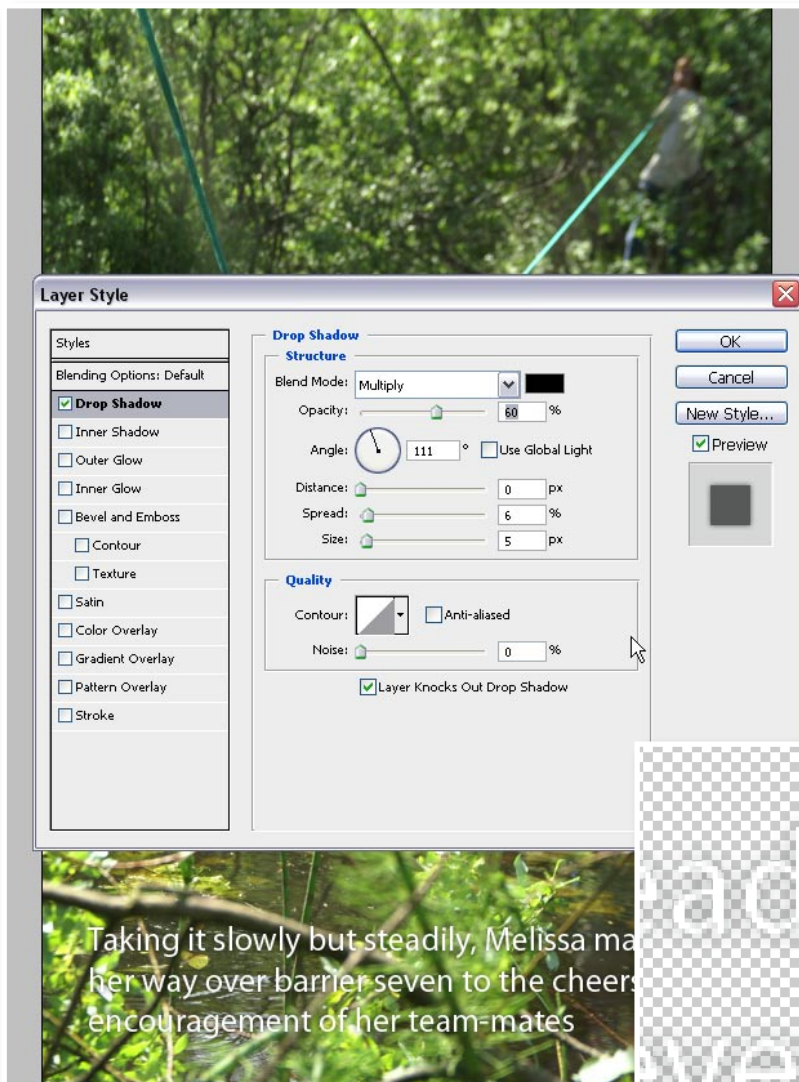 Layer Style
Styles
Blending Options: Default
Drop Shadow
Inner Shadow
Outer Glow
Inner Glow
Bevel and Emboss
Contour
Texture
Satin
Color Overlay
Gradient Overlay
Pattern Overlay
Stroke
Drop Shadow
Structure
Blend Mode: Multiply
Opacity: 60 %
Angle: 111 ° Use Global Light
Distance: 0 px
Spread: 6 %
Size: 5 px
Quality
Contour: Anti-aliased
Noise: 0 %
Layer Knocks Out Drop Shadow
OK
Cancel
New Style...
Preview
Taking it slowly but steadily, Melissa ma
her way over barrier seven to the cheers
encouragement of her team-mates